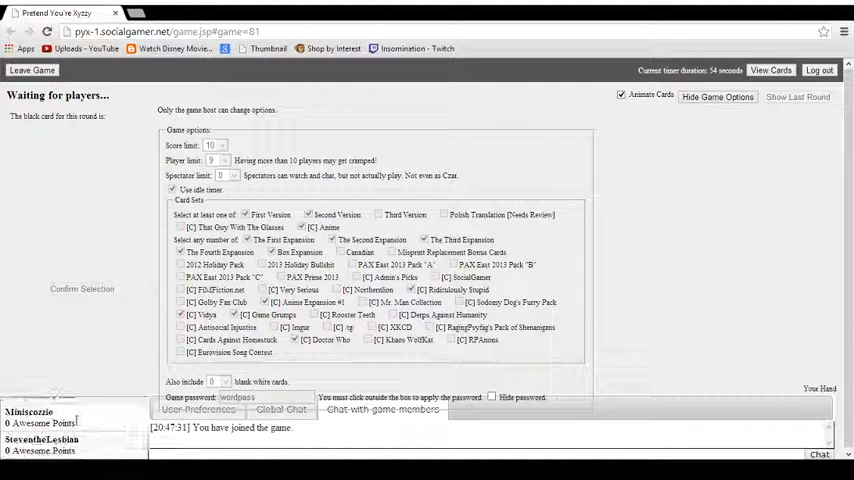 Pretend You're Xyzzy
pyx-1.socialgamer.net/game.jsp#game=81
Apps Uploads - YouTube Watch Disney Movie... Thumbnail Shop by Interest Insomination - Twitch
Leave Game Current timer duration: 54 seconds View Cards Log out
Waiting for players... Animate Cards Hide Game Options Show Last Round
The black card for this round is: Only the game host can change options.
Game options:
Score limit: 10
Player limit: 9 Having more than 10 players may get cramped!
Spectator limit: 0 Spectators can watch and chat, but not actually play. Not even as Czar.
Use idle timer.
Card Sets
Select at least one of: First Version Second Version Third Version Polish Translation [Needs Review]
[C] That Guy With The Glasses [C] Anime
Select any number of: The First Expansion The Second Expansion The Third Expansion
The Fourth Expansion Box Expansion Canadian Misprint Replacement Bonus Cards
2012 Holiday Pack 2013 Holiday Bullshit PAX East 2013 Pack "A" PAX East 2013 Pack "B"
PAX East 2013 Pack "C" PAX Prime 2013 [C] Admin's Picks [C] SocialGamer
[C] FiMFiction.net [C] Very Serious [C] Northernlion [C] Ridiculously Stupid
[C] Golby Fan Club [C] Anime Expansion #1 [C] Mr. Man Collection [C] Sodomy Dog's Furry Pack
[C] Vidya [C] Game Grumps [C] Rooster Teeth [C] Derps Against Humanity
[C] Antisocial Injustice [C] Imgur [C] /tg/ [C] XKCD [C] RagingPsyfag's Pack of Shenanigans
[C] Cards Against Homestuck [C] Doctor Who [C] Khaos WolfKat [C] RPAnons
[C] Eurovision Song Contest
Confirm Selection
Also include 0 blank white cards.
Game password: wordpass You must click outside the box to apply the password. Hide password.
Your Hand
User Preferences Global Chat Chat with game members
Miniscozzie
0 Awesome Points
[20:47:31] You have joined the game.
SteventheLesbian
0 Awesome Points
Chat